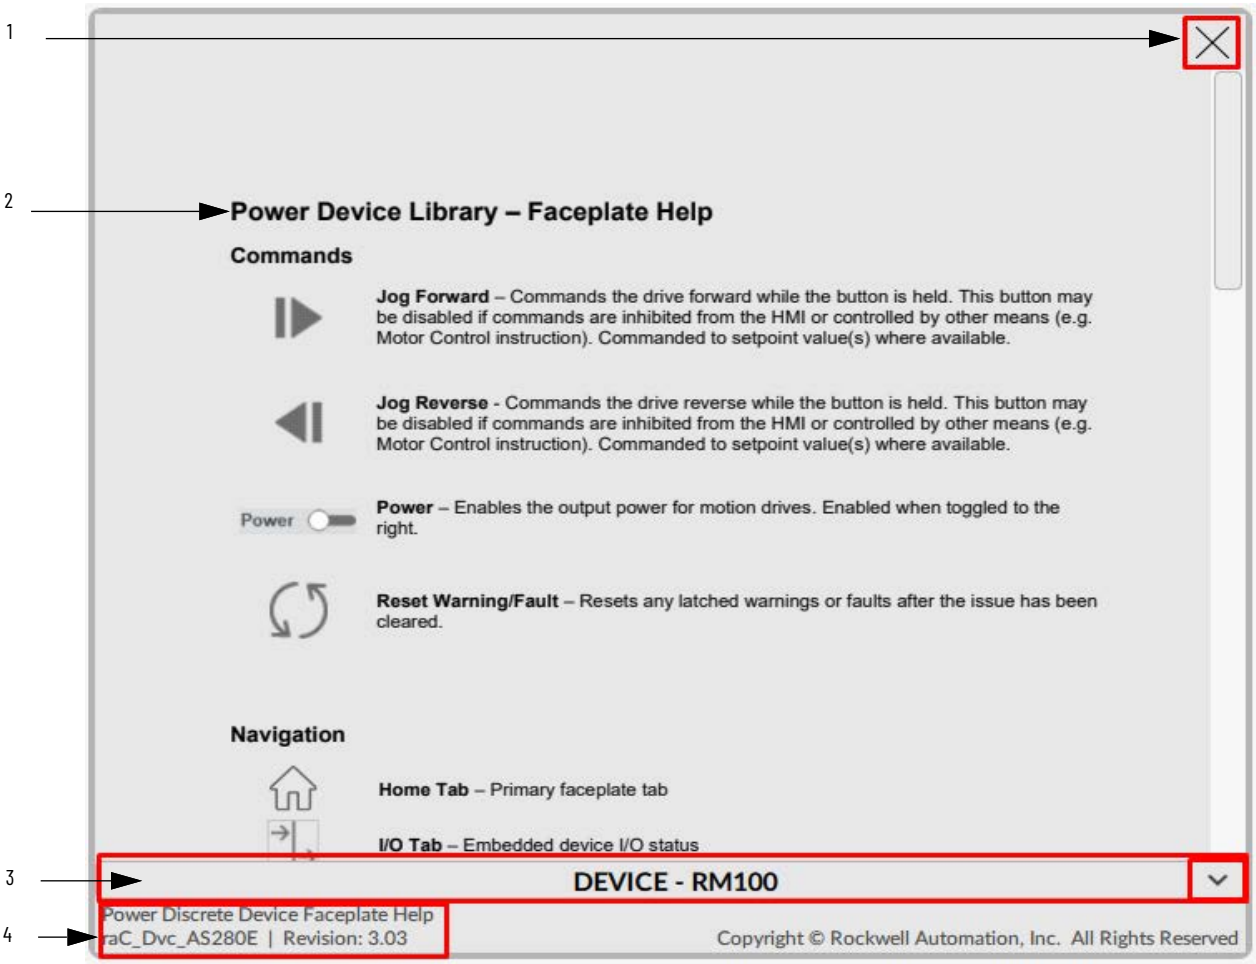 1
2
Power Device Library – Faceplate Help
Commands
Jog Forward – Commands the drive forward while the button is held. This button may
be disabled if commands are inhibited from the HMI or controlled by other means (e.g.
Motor Control instruction). Commanded to setpoint value(s) where available.
Jog Reverse - Commands the drive reverse while the button is held. This button may
be disabled if commands are inhibited from the HMI or controlled by other means (e.g.
Motor Control instruction). Commanded to setpoint value(s) where available.
Power
Power – Enables the output power for motion drives. Enabled when toggled to the
right.
Reset Warning/Fault – Resets any latched warnings or faults after the issue has been
cleared.
Navigation
Home Tab – Primary faceplate tab
I/O Tab – Embedded device I/O status
3
DEVICE - RM100
Power Discrete Device Faceplate Help
4
raC_Dvc_AS280E | Revision: 3.03
Copyright © Rockwell Automation, Inc. All Rights Reserved